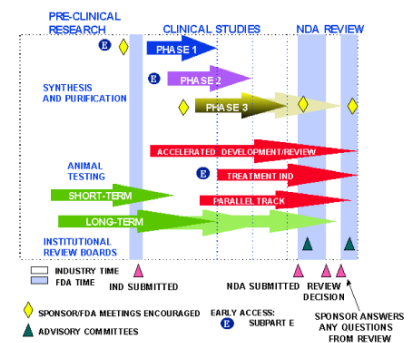 PRE-CLINICAL
RESEARCH
CLINICAL STUDIES
NDA REVIEW
E
PHASE 1
E
PHASE 2
SYNTHESIS
AND PURIFICATION
PHASE 3
ACCELERATED DEVELOPMENT/REVIEW
ANIMAL
TESTING
E
TREATMENT IND
SHORT-TERM
PARALLEL TRACK
LONG-TERM
INSTITUTIONAL
REVIEW BOARDS
INDUSTRY TIME
FDA TIME
IND SUBMITTED
NDA SUBMITTED
REVIEW
DECISION
SPONSOR/FDA MEETINGS ENCOURAGED
ADVISORY COMMITTEES
EARLY ACCESS:
E SUBPART E
SPONSOR ANSWERS
ANY QUESTIONS
FROM REVIEW